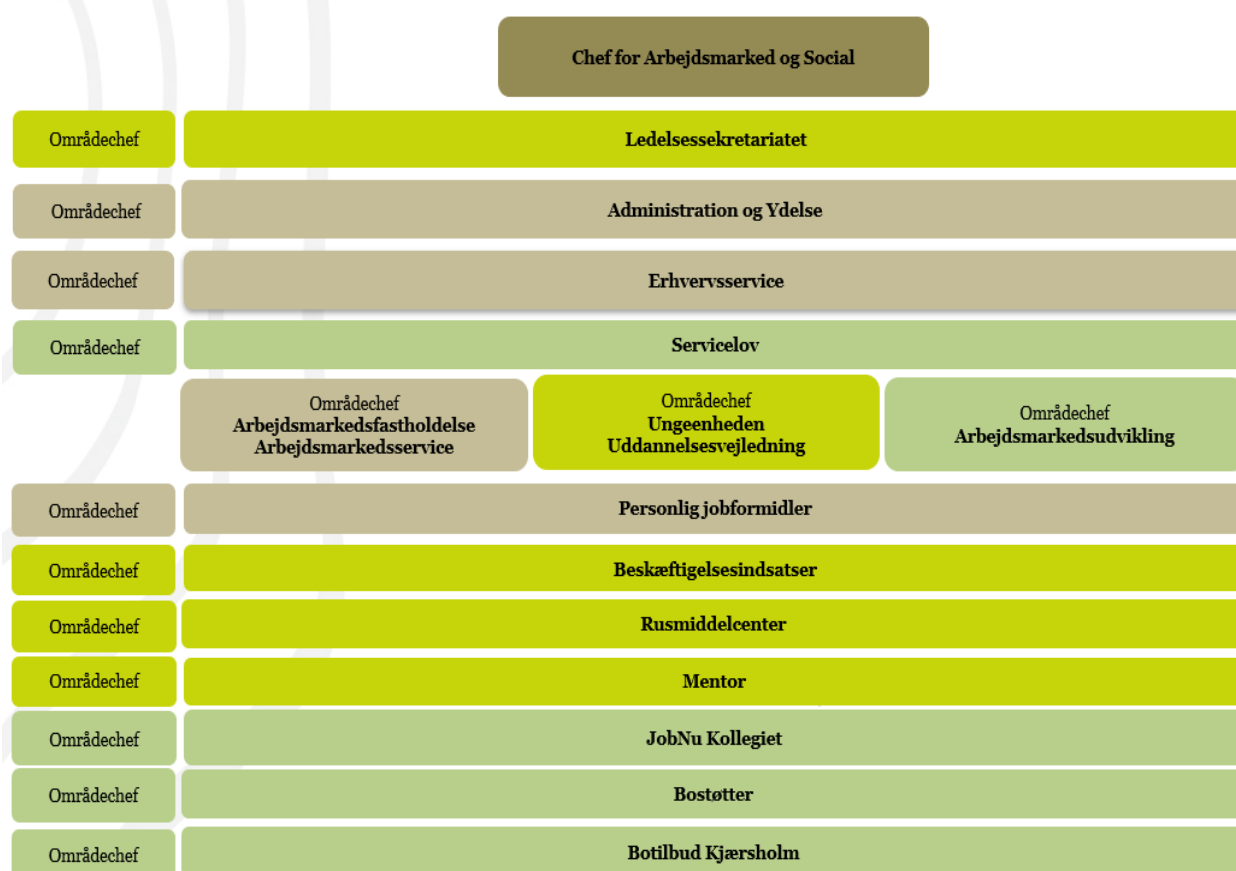 Chef for Arbejdsmarked og Social
Områdechef
Ledelsessekretariatet
Områdechef
Administration og Ydelse
Områdechef
Erhvervsservice
Områdechef
Servicelov
Områdechef
Arbejdsmarkedsfastholdelse
Arbejdsmarkedsservice
Områdechef
Ungeenheden
Uddannelsesvejledning
Områdechef
Arbejdsmarkedsudvikling
Områdechef
Personlig jobformidler
Områdechef
Beskæftigelsesindsatser
Områdechef
Rusmiddelcenter
Områdechef
Mentor
Områdechef
JobNu Kollegiet
Områdechef
Bostøtter
Områdechef
Botilbud Kjærsholm